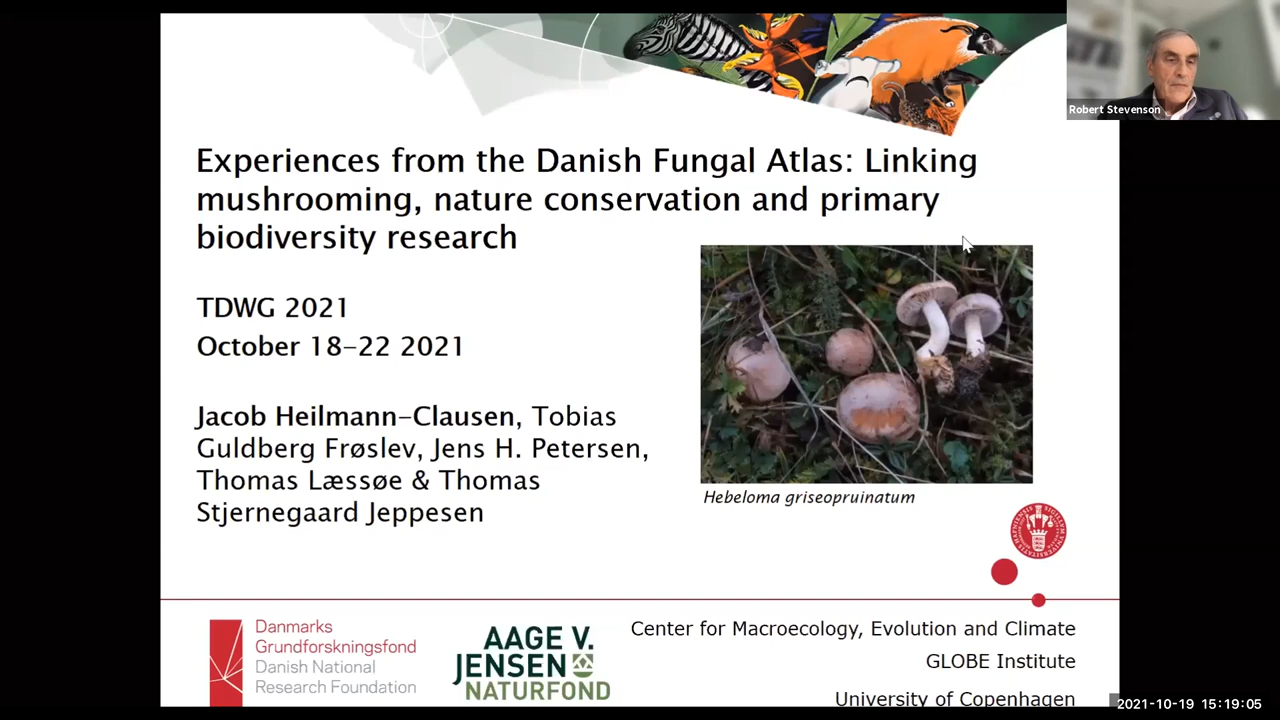 Robert Stevenson
Experiences from the Danish Fungal Atlas: Linking
mushrooming, nature conservation and primary
biodiversity research
TDWG 2021
October 18-22 2021
Jacob Heilmann-Clausen, Tobias
Guldberg Frøslev, Jens H. Petersen,
Thomas Læssøe & Thomas
Stjernegaard Jeppesen
Hebeloma griseopruinatum
Danmarks
Grundforskningsfond
Danish National
Research Foundation
AAGE V.
JENSEN
NATURFOND
Center for Macroecology, Evolution and Climate
GLOBE Institute
University of Copenhagen
2021-10-19 15:19:05